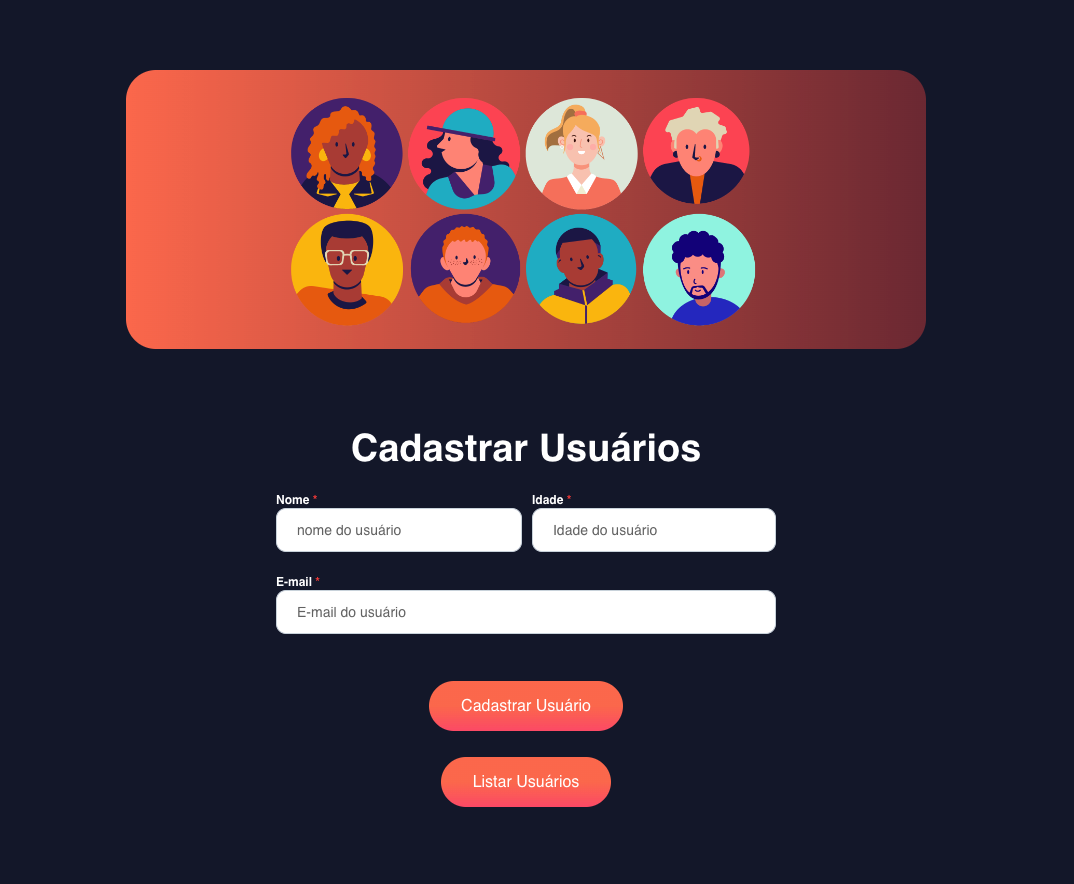 Cadastrar Usuários
Nome * Idade *
nome do usuário Idade do usuário
E-mail *
E-mail do usuário
Cadastrar Usuário
Listar Usuários